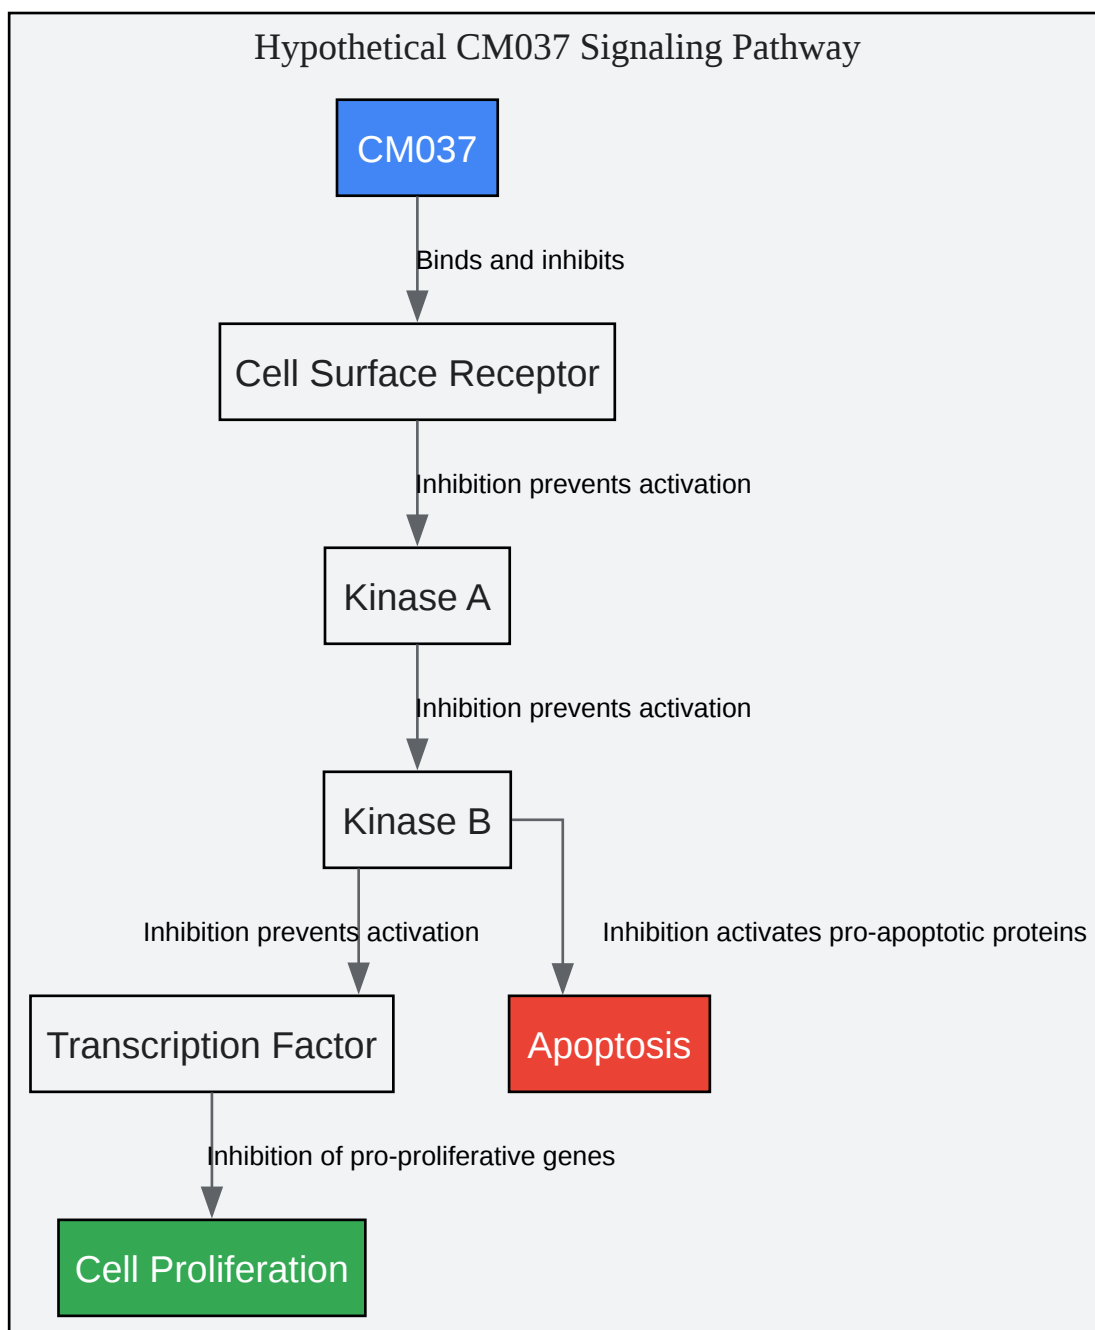 Hypothetical CM037 Signaling Pathway
CM037
Binds and inhibits
Cell Surface Receptor
Inhibition prevents activation
Kinase A
Inhibition prevents activation
Kinase B
Inhibition prevents activation
Inhibition activates pro-apoptotic proteins
Transcription Factor
Apoptosis
Inhibition of pro-proliferative genes
Cell Proliferation